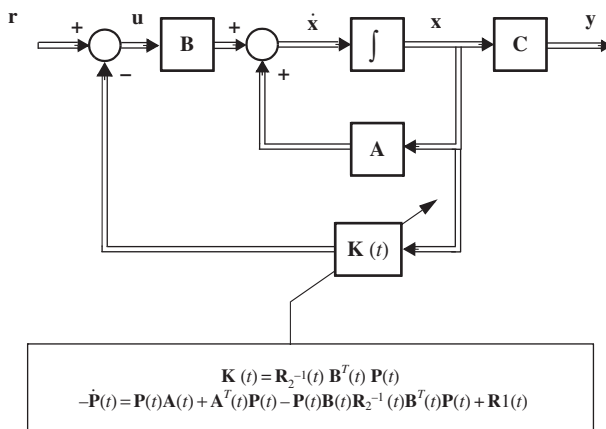 r u B ẋ x y
+ + ∫ C
− +
A
K (t)
K (t) = R₂⁻¹(t) Bᵀ(t) P(t)
−Ṗ(t) = P(t)A(t) + Aᵀ(t)P(t) − P(t)B(t)R₂⁻¹(t)Bᵀ(t)P(t) + R1(t)